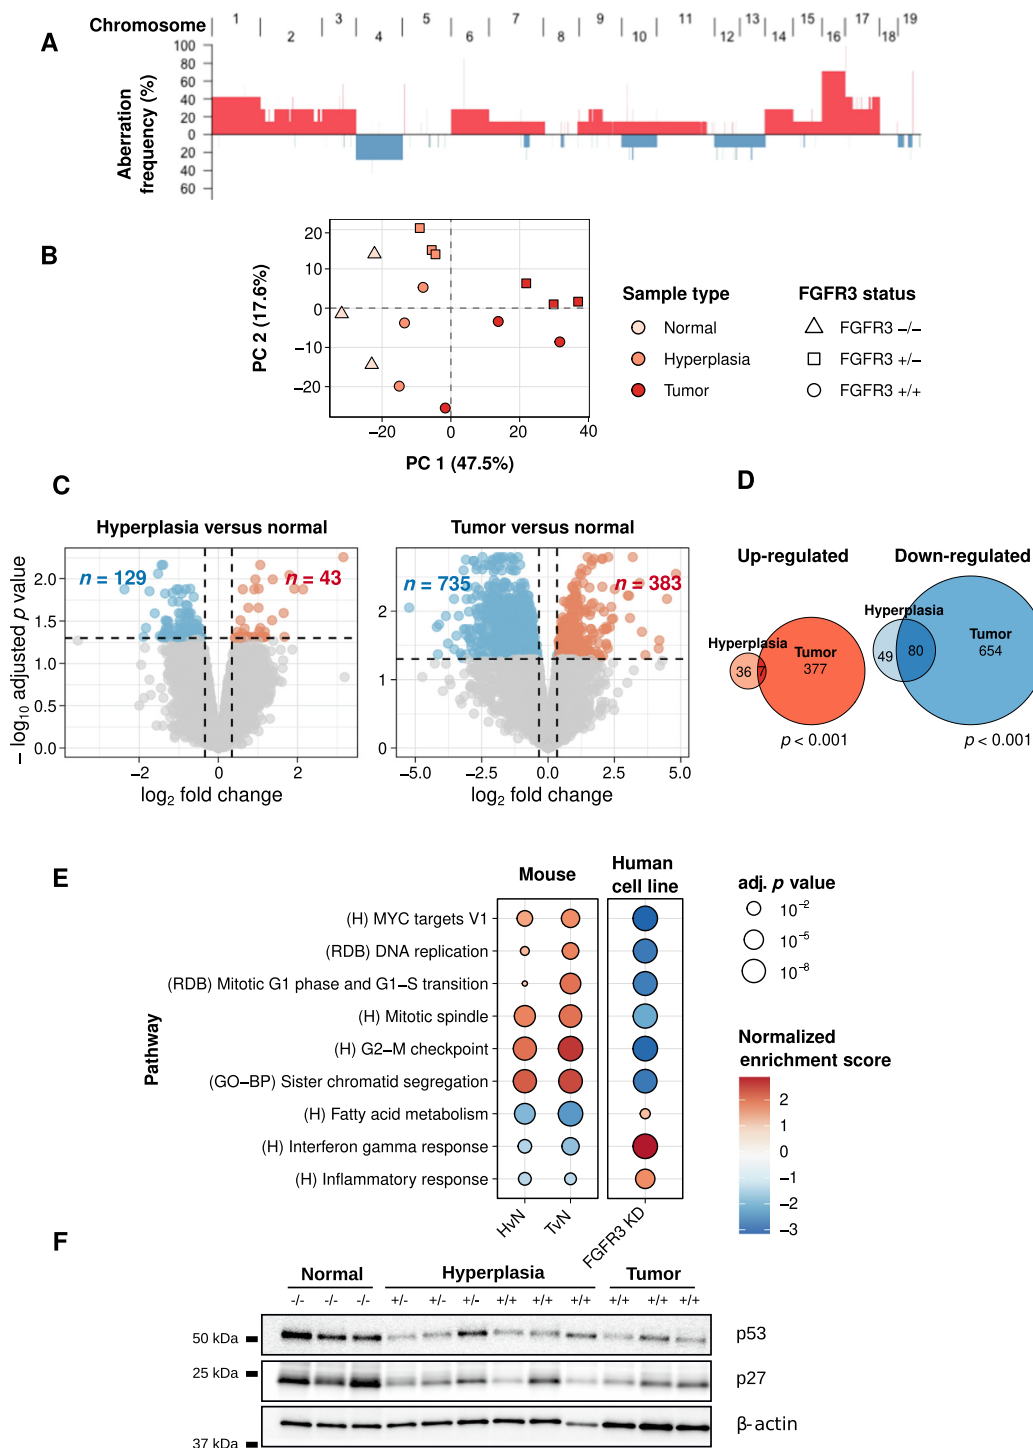 A
Chromosome
1 3 5 7 9 11 13 15 17 19
2 4 6 8 10 12 14 16 18
Aberration
frequency (%)
100
80
60
40
20
0
20
40
60
B
PC 2 (17.6%)
20
10
0
−10
−20
−20 0 20 40
PC 1 (47.5%)
Sample type
Normal
Hyperplasia
Tumor
FGFR3 status
FGFR3 −/−
FGFR3 +/−
FGFR3 +/+
C
Hyperplasia versus normal
n = 129
n = 43
− log10 adjusted p value
2.0
1.5
1.0
0.5
0.0
−2 0 2
log2 fold change
Tumor versus normal
n = 735
n = 383
2
1
0
−5.0 −2.5 0.0 2.5 5.0
log2 fold change
D
Up-regulated
Hyperplasia
Tumor
36 7 377
p < 0.001
Down-regulated
Hyperplasia
Tumor
49 80 654
p < 0.001
E
Mouse
Human
cell line
Pathway
(H) MYC targets V1
(RDB) DNA replication
(RDB) Mitotic G1 phase and G1−S transition
(H) Mitotic spindle
(H) G2−M checkpoint
(GO−BP) Sister chromatid segregation
(H) Fatty acid metabolism
(H) Interferon gamma response
(H) Inflammatory response
HvN
TvN
FGFR3 KD
adj. p value
10−2
10−5
10−8
Normalized
enrichment score
2
1
0
−1
−2
−3
F
Normal Hyperplasia Tumor
-/- -/- -/- +/- +/- +/- +/+ +/+ +/+ +/+ +/+ +/+
50 kDa
p53
25 kDa
p27
β-actin
37 kDa